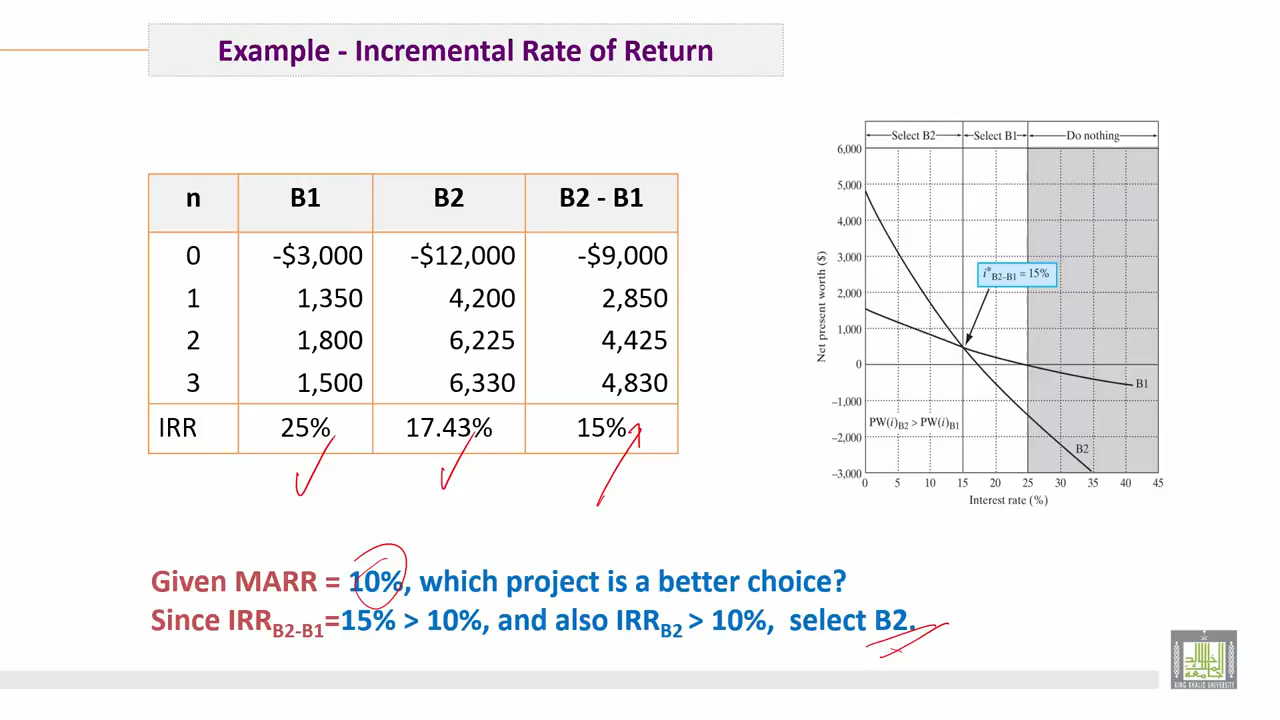 Example - Incremental Rate of Return
n B1 B2 B2 - B1
0 -$3,000 -$12,000 -$9,000
1 1,350 4,200 2,850
2 1,800 6,225 4,425
3 1,500 6,330 4,830
IRR 25% 17.43% 15%
Select B2 Select B1 Do nothing
6,000
5,000
4,000
3,000
2,000
1,000
0
−1,000
−2,000
−3,000
Net present worth ($)
i*B2–B1 = 15%
B1
PW(i)B2 > PW(i)B1
B2
0 5 10 15 20 25 30 35 40 45
Interest rate (%)
Given MARR = 10%, which project is a better choice?
Since IRRB2-B1=15% > 10%, and also IRRB2 > 10%, select B2.
KING KHALID UNIVERSITY